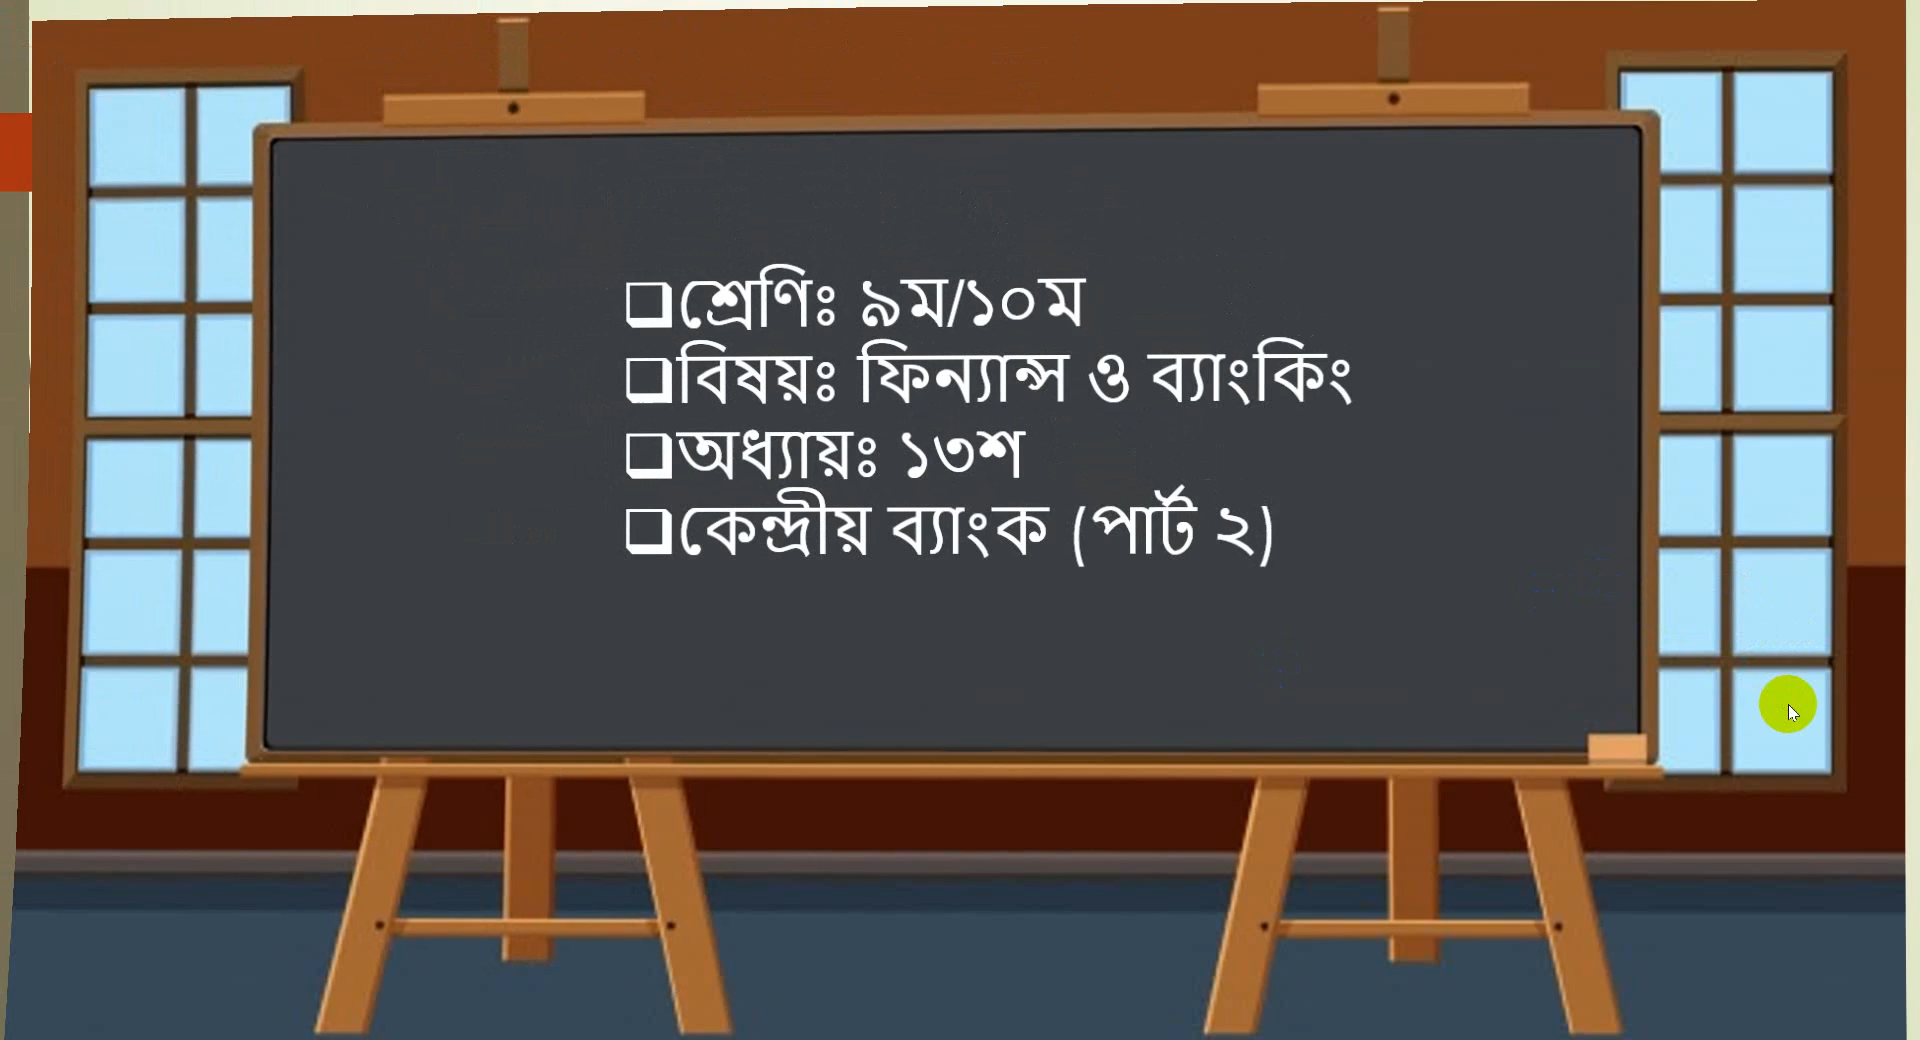 ❑শ্রেণিঃ ৯ম/১০ম
❑বিষয়ঃ ফিন্যান্স ও ব্যাংকিং
❑অধ্যায়ঃ ১৩শ
❑কেন্দ্রীয় ব্যাংক (পার্ট ২)